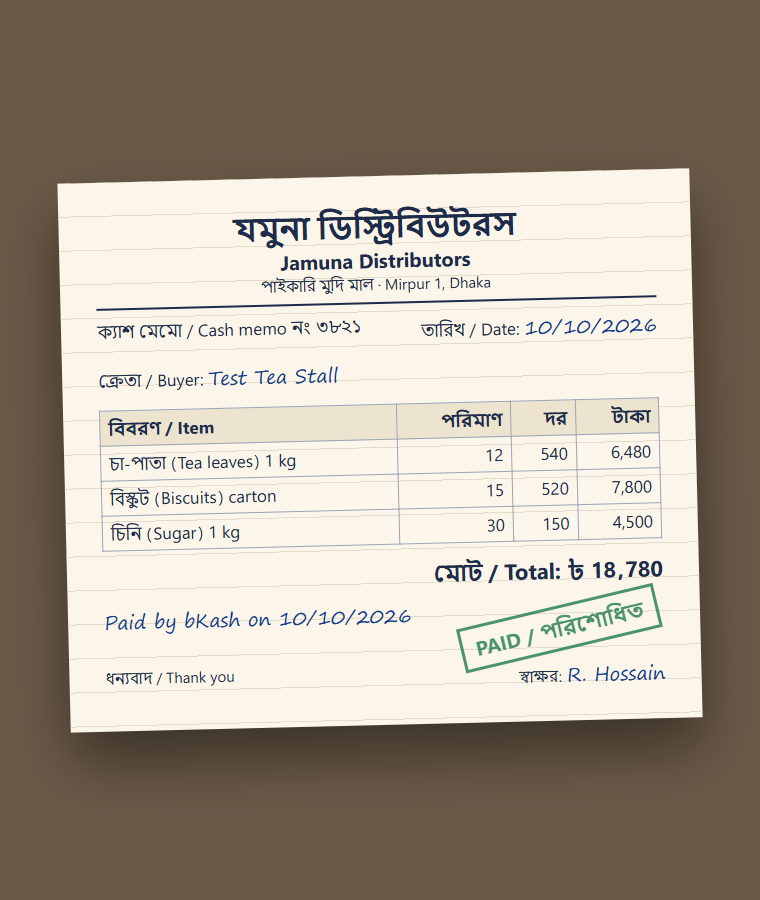 যমুনা ডিস্ট্রিবিউটরস
Jamuna Distributors
পাইকারি মুদি মাল · Mirpur 1, Dhaka
ক্যাশ মেমো / Cash memo নং ৩৮২১ তারিখ / Date: 10/10/2026
ক্রেতা / Buyer: Test Tea Stall
বিবরণ / Item পরিমাণ দর টাকা
চা-পাতা (Tea leaves) 1 kg 12 540 6,480
বিস্কুট (Biscuits) carton 15 520 7,800
চিনি (Sugar) 1 kg 30 150 4,500
মোট / Total: ৳ 18,780
Paid by bKash on 10/10/2026
PAID / পরিশোধিত
ধন্যবাদ / Thank you স্বাক্ষর: R. Hossain